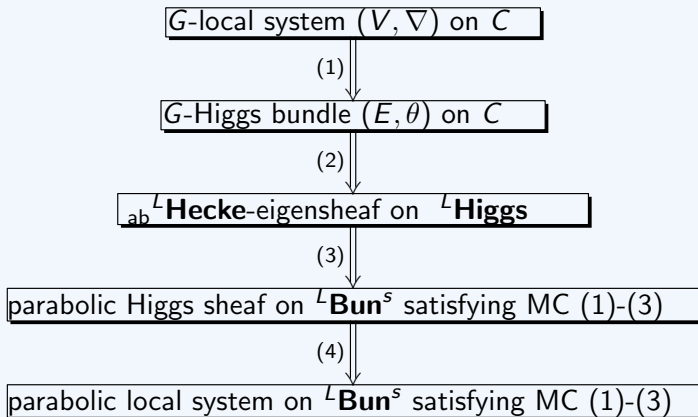 G-local system (V, ∇) on C
(1)
G-Higgs bundle (E, θ) on C
(2)
ab ᴸHecke-eigensheaf on ᴸHiggs
(3)
parabolic Higgs sheaf on ᴸBunˢ satisfying MC (1)-(3)
(4)
parabolic local system on ᴸBunˢ satisfying MC (1)-(3)